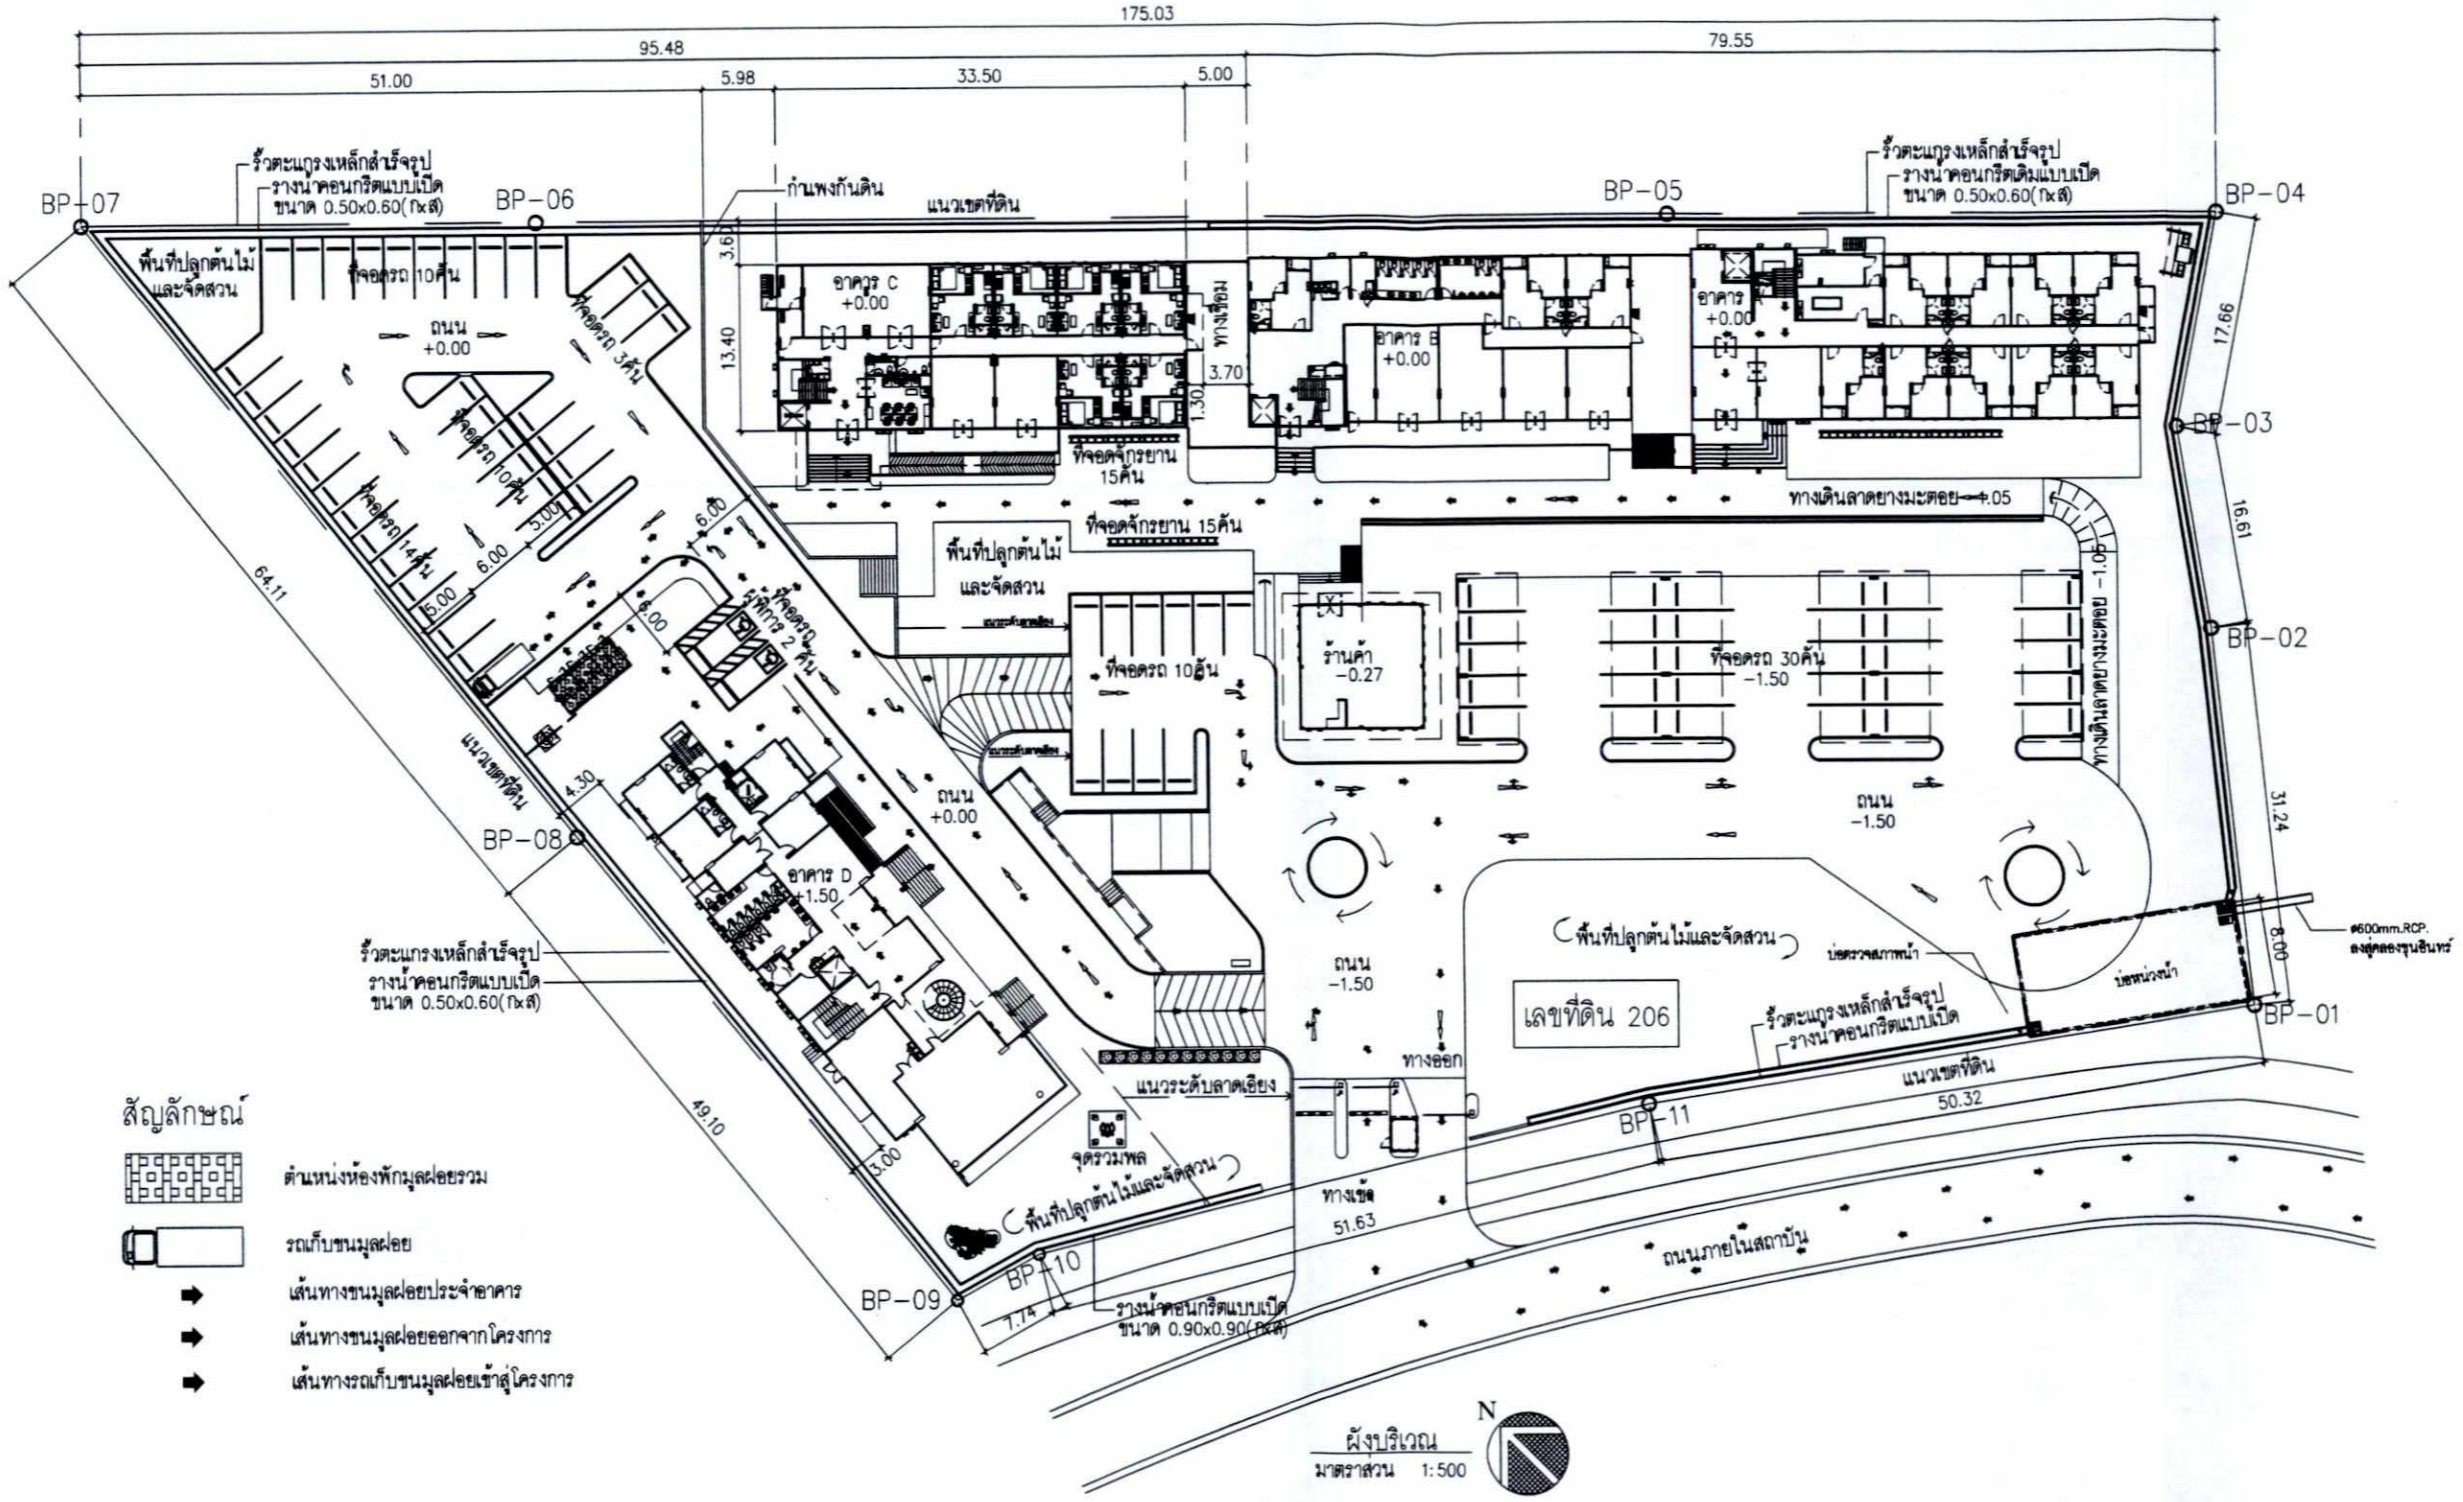 175.03
95.48
79.55
51.00
5.98
33.50
5.00
รั้วตะแกรงเหล็กสำเร็จรูป
รางน้ำคอนกรีตแบบเปิด
ขนาด 0.50x0.60(กxส)
กำแพงกันดิน
แนวเขตที่ดิน
รั้วตะแกรงเหล็กสำเร็จรูป
รางน้ำคอนกรีตเดิมแบบเปิด
ขนาด 0.50x0.60(กxส)
BP-07
BP-06
BP-05
BP-04
พื้นที่ปลูกต้นไม้
และจัดสวน
ที่จอดรถ 10คัน
ที่จอดรถ 3คัน
ถนน
+0.00
3.60
13.40
อาคาร C
+0.00
ทางเชื่อม
3.70
1.30
อาคาร B
+0.00
อาคาร A
+0.00
17.66
BP-03
ที่จอดรถ 10คัน
ที่จอดรถ 14คัน
5.00
6.00
5.00
6.00
6.00
ที่จอดจักรยาน
15คัน
ทางเดินลาดยางมะตอย -1.05
ที่จอดจักรยาน 15คัน
พื้นที่ปลูกต้นไม้
และจัดสวน
แนวระดับลาดเอียง
16.61
ทางเดินลาดยางมะตอย -1.05
BP-02
64.11
ที่จอดรถ
ผู้พิการ 2 คัน
ที่จอดรถ 10คัน
ร้านค้า
-0.27
ที่จอดรถ 30คัน
-1.50
แนวระดับลาดเอียง
แนวเขตที่ดิน
4.30
BP-08
ถนน
+0.00
ถนน
-1.50
31.24
อาคาร D
+1.50
รั้วตะแกรงเหล็กสำเร็จรูป
รางน้ำคอนกรีตแบบเปิด
ขนาด 0.50x0.60(กxส)
ถนน
-1.50
พื้นที่ปลูกต้นไม้และจัดสวน
เลขที่ดิน 206
บ่อตรวจสภาพน้ำ
บ่อหน่วงน้ำ
8.00
ø600mm.RCP.
ลงสู่คลองขุนอินทร์
BP-01
รั้วตะแกรงเหล็กสำเร็จรูป
รางน้ำคอนกรีตแบบเปิด
แนวเขตที่ดิน
50.32
BP-11
ทางออก
แนวระดับลาดเอียง
จุดรวมพล
49.10
3.00
พื้นที่ปลูกต้นไม้และจัดสวน
ทางเข้า
51.63
ถนนภายในสถาบัน
BP-10
BP-09
7.74
รางน้ำคอนกรีตแบบเปิด
ขนาด 0.90x0.90(กxส)
สัญลักษณ์
ตำแหน่งห้องพักมูลฝอยรวม
รถเก็บขนมูลฝอย
เส้นทางขนมูลฝอยประจำอาคาร
เส้นทางขนมูลฝอยออกจากโครงการ
เส้นทางรถเก็บขนมูลฝอยเข้าสู่โครงการ
N
ผังบริเวณ
มาตราส่วน 1:500